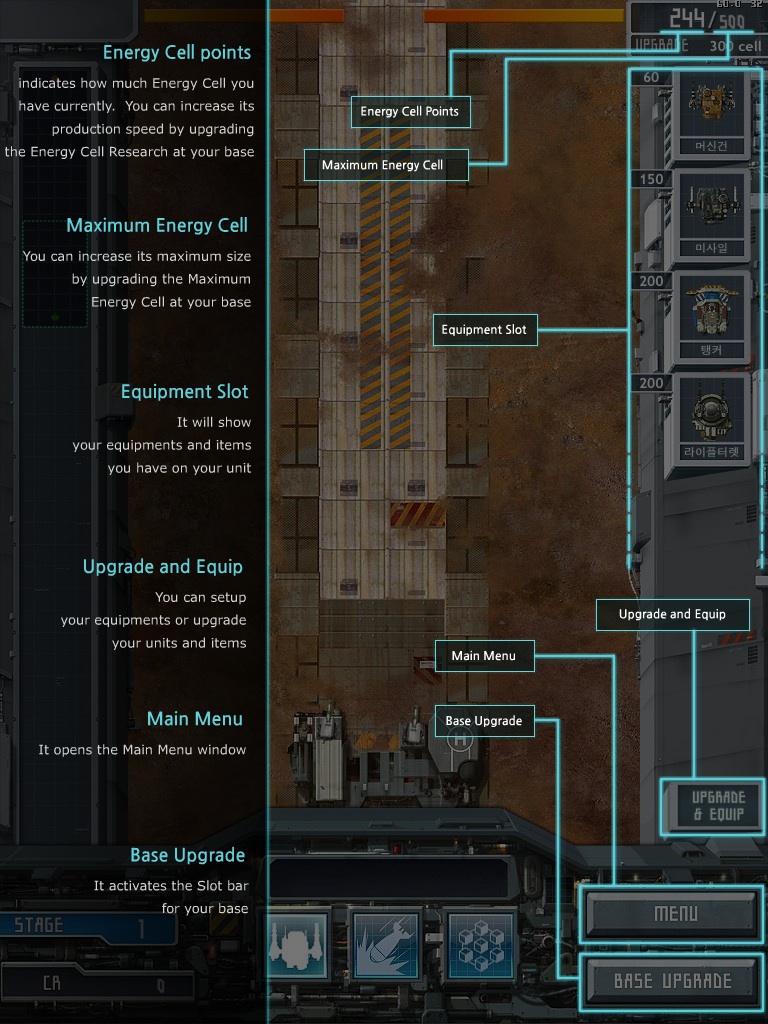 Energy Cell points
indicates how much Energy Cell you
have currently.  You can increase its
production speed by upgrading
the Energy Cell Research at your base
Maximum Energy Cell
You can increase its maximum size
by upgrading the Maximum
Energy Cell at your base
Equipment Slot
It will show
your equipments and items
you have on your unit
Upgrade and Equip
You can setup
your equipments or upgrade
your units and items
Main Menu
It opens the Main Menu window
Base Upgrade
It activates the Slot bar
for your base
STAGE 1
CR 0
60.0 32
244/500
UPGRADE 300 cell
Energy Cell Points
Maximum Energy Cell
60
머신건
150
미사일
200
탱커
200
라이플터렛
Equipment Slot
Upgrade and Equip
Main Menu
Base Upgrade
H
UPGRADE
& EQUIP
MENU
BASE UPGRADE